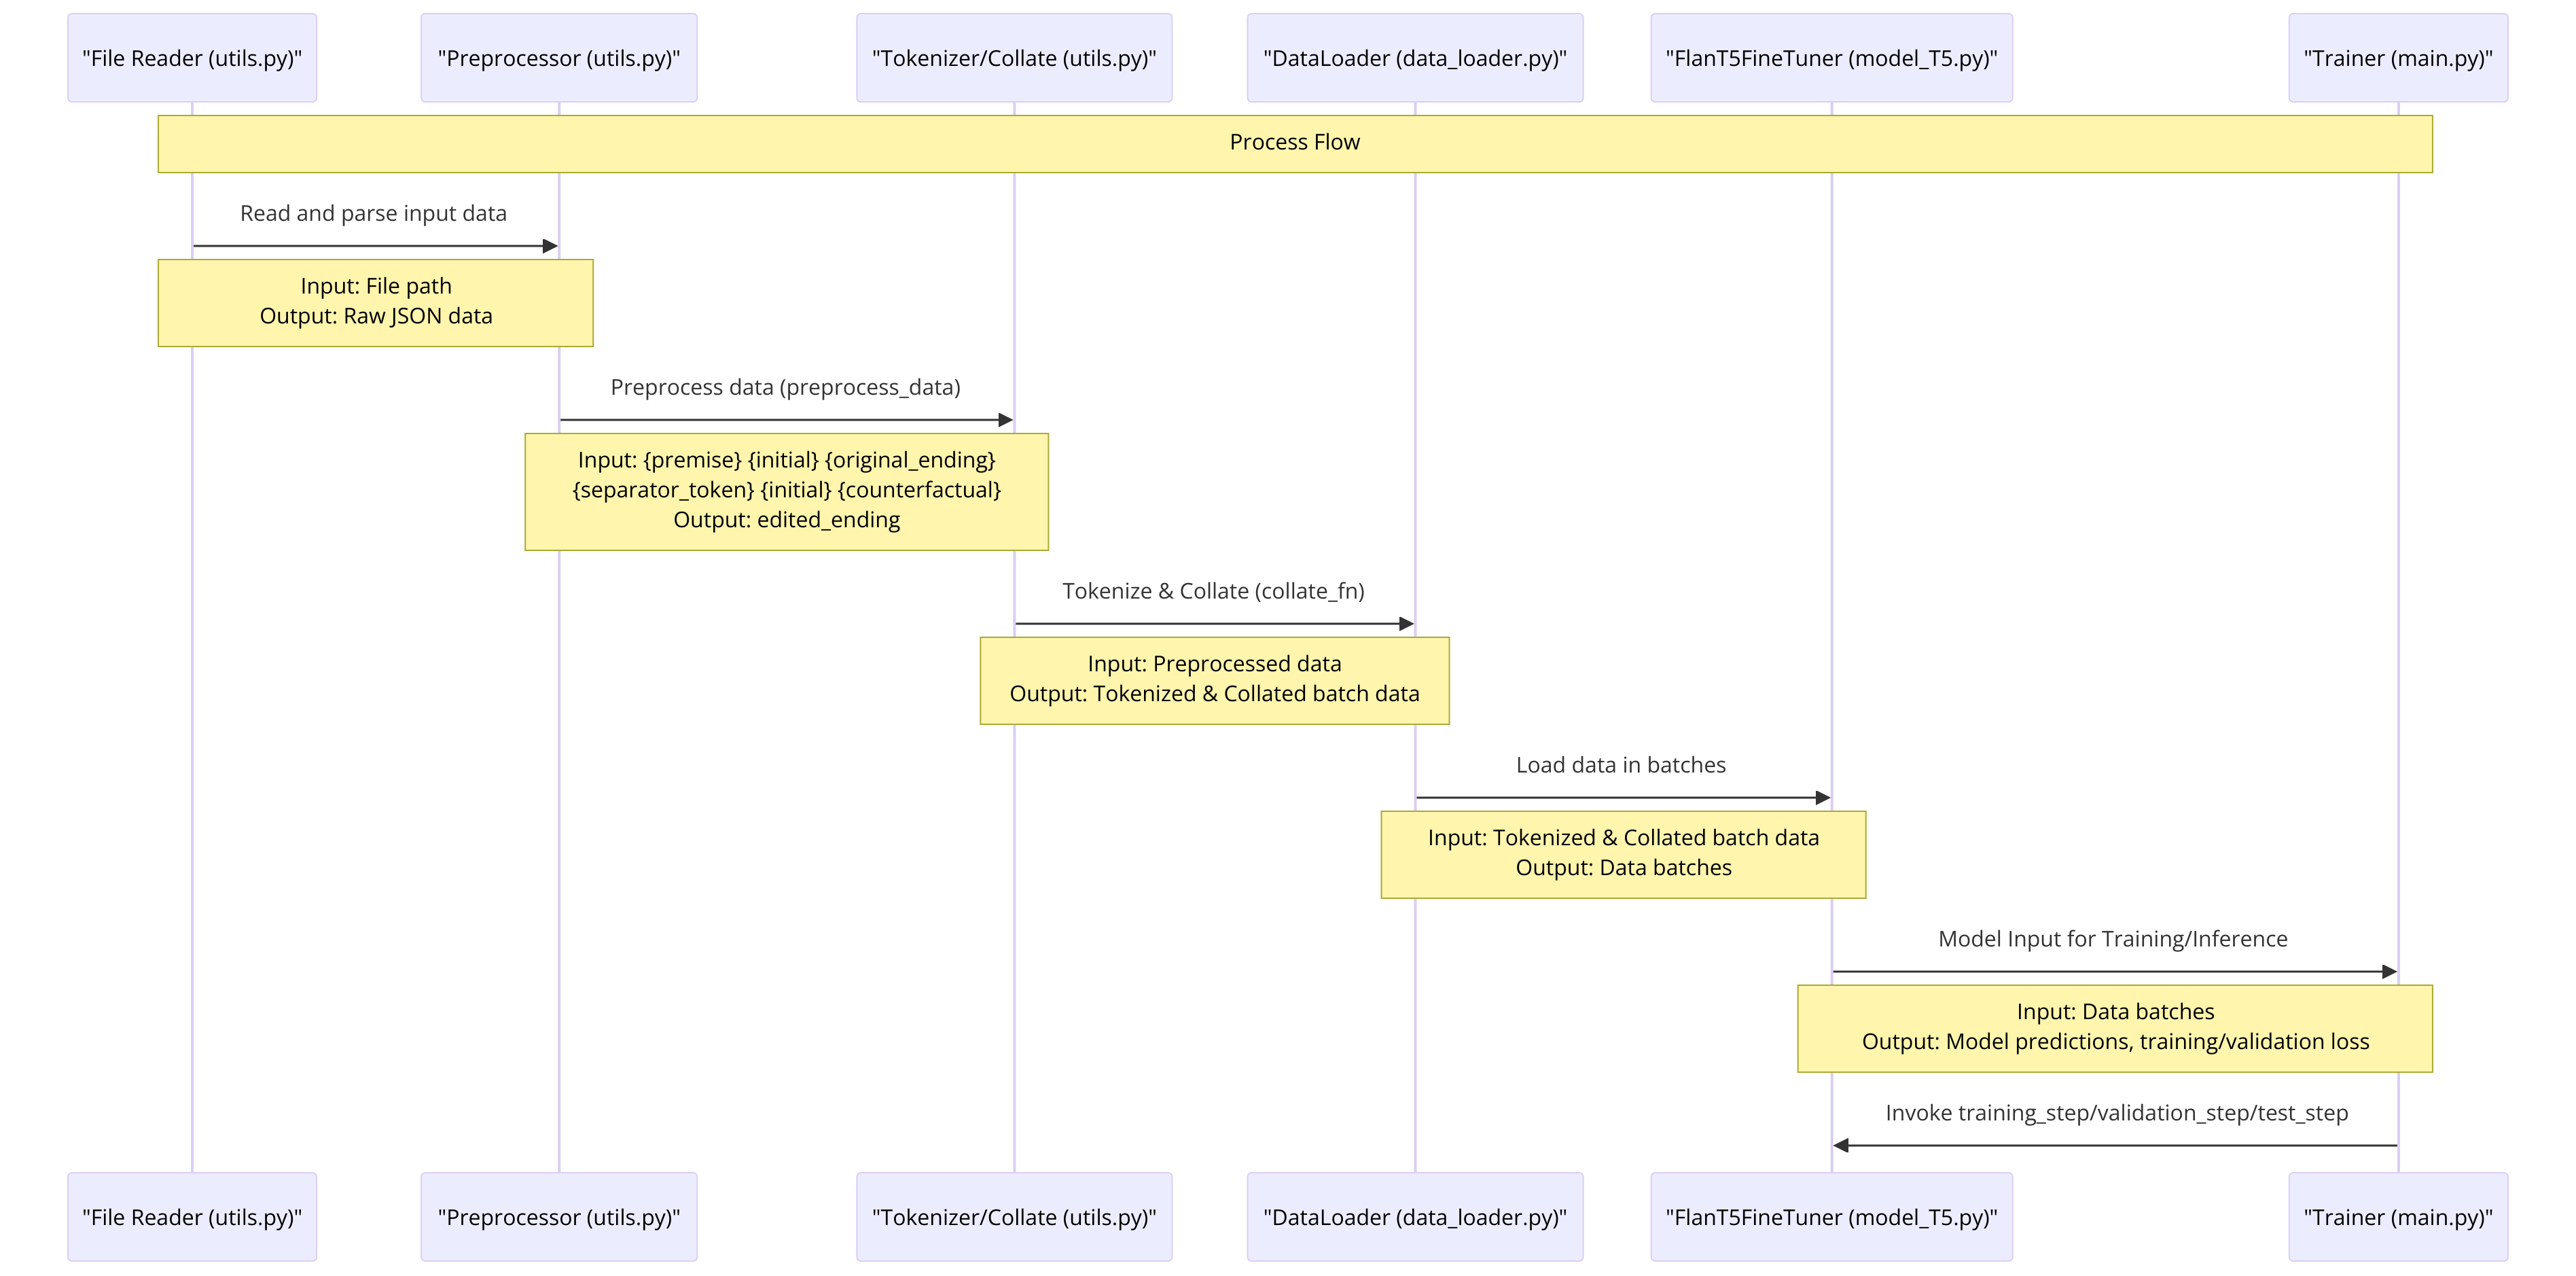 "File Reader (utils.py)"
"Preprocessor (utils.py)"
"Tokenizer/Collate (utils.py)"
"DataLoader (data_loader.py)"
"FlanT5FineTuner (model_T5.py)"
"Trainer (main.py)"
Process Flow
Read and parse input data
Input: File path
Output: Raw JSON data
Preprocess data (preprocess_data)
Input: {premise} {initial} {original_ending}
{separator_token} {initial} {counterfactual}
Output: edited_ending
Tokenize & Collate (collate_fn)
Input: Preprocessed data
Output: Tokenized & Collated batch data
Load data in batches
Input: Tokenized & Collated batch data
Output: Data batches
Model Input for Training/Inference
Input: Data batches
Output: Model predictions, training/validation loss
Invoke training_step/validation_step/test_step
"File Reader (utils.py)"
"Preprocessor (utils.py)"
"Tokenizer/Collate (utils.py)"
"DataLoader (data_loader.py)"
"FlanT5FineTuner (model_T5.py)"
"Trainer (main.py)"